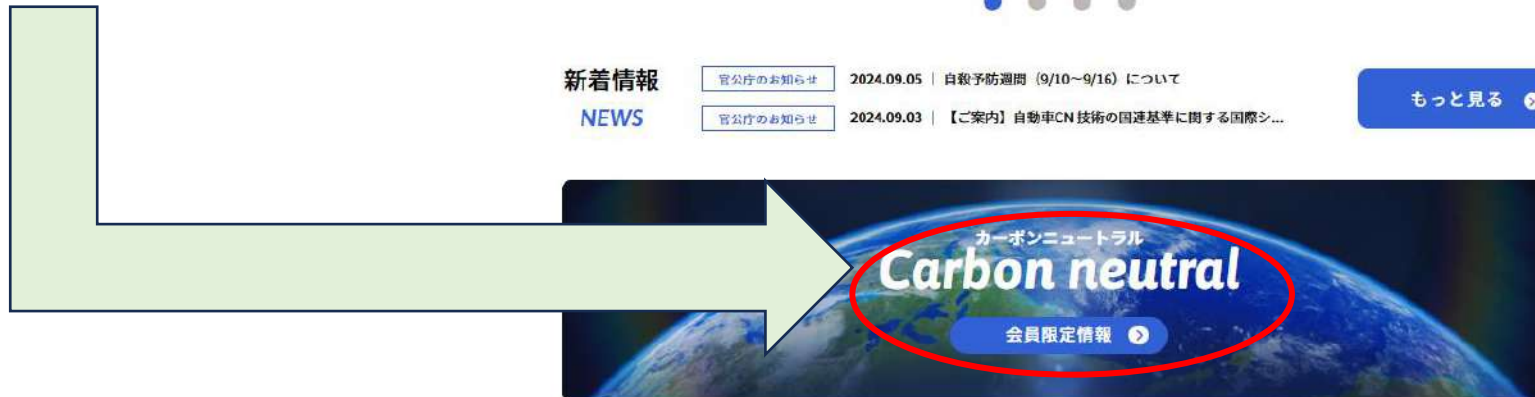 新着情報
NEWS
官公庁のお知らせ 2024.09.05 | 自殺予防週間（9/10～9/16）について
官公庁のお知らせ 2024.09.03 | 【ご案内】自動車CN 技術の国連基準に関する国際シ...
もっと見る
カーボンニュートラル
Carbon neutral
会員限定情報